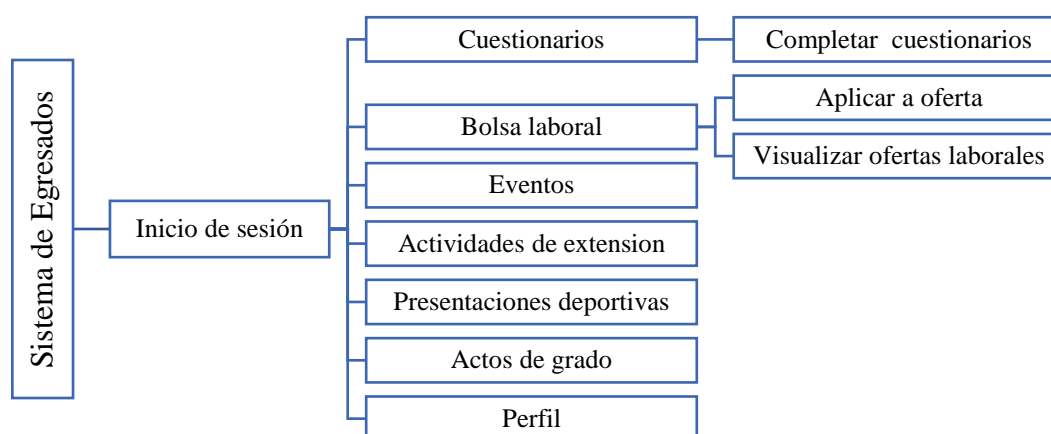 Sistema de Egresados
Inicio de sesión
Cuestionarios
Completar cuestionarios
Bolsa laboral
Aplicar a oferta
Visualizar ofertas laborales
Eventos
Actividades de extension
Presentaciones deportivas
Actos de grado
Perfil